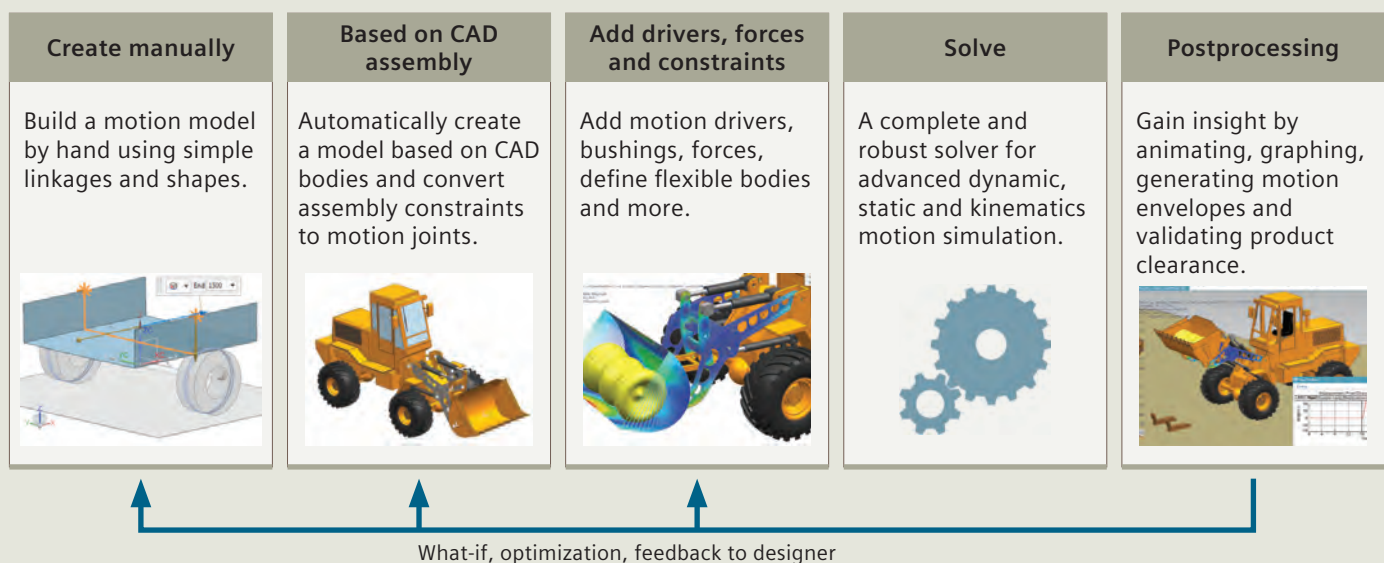 Create manually
Build a motion model
by hand using simple
linkages and shapes.
End 1300
Based on CAD
assembly
Automatically create
a model based on CAD
bodies and convert
assembly constraints
to motion joints.
Add drivers, forces
and constraints
Add motion drivers,
bushings, forces,
define flexible bodies
and more.
Solve
A complete and
robust solver for
advanced dynamic,
static and kinematics
motion simulation.
Postprocessing
Gain insight by
animating, graphing,
generating motion
envelopes and
validating product
clearance.
What-if, optimization, feedback to designer